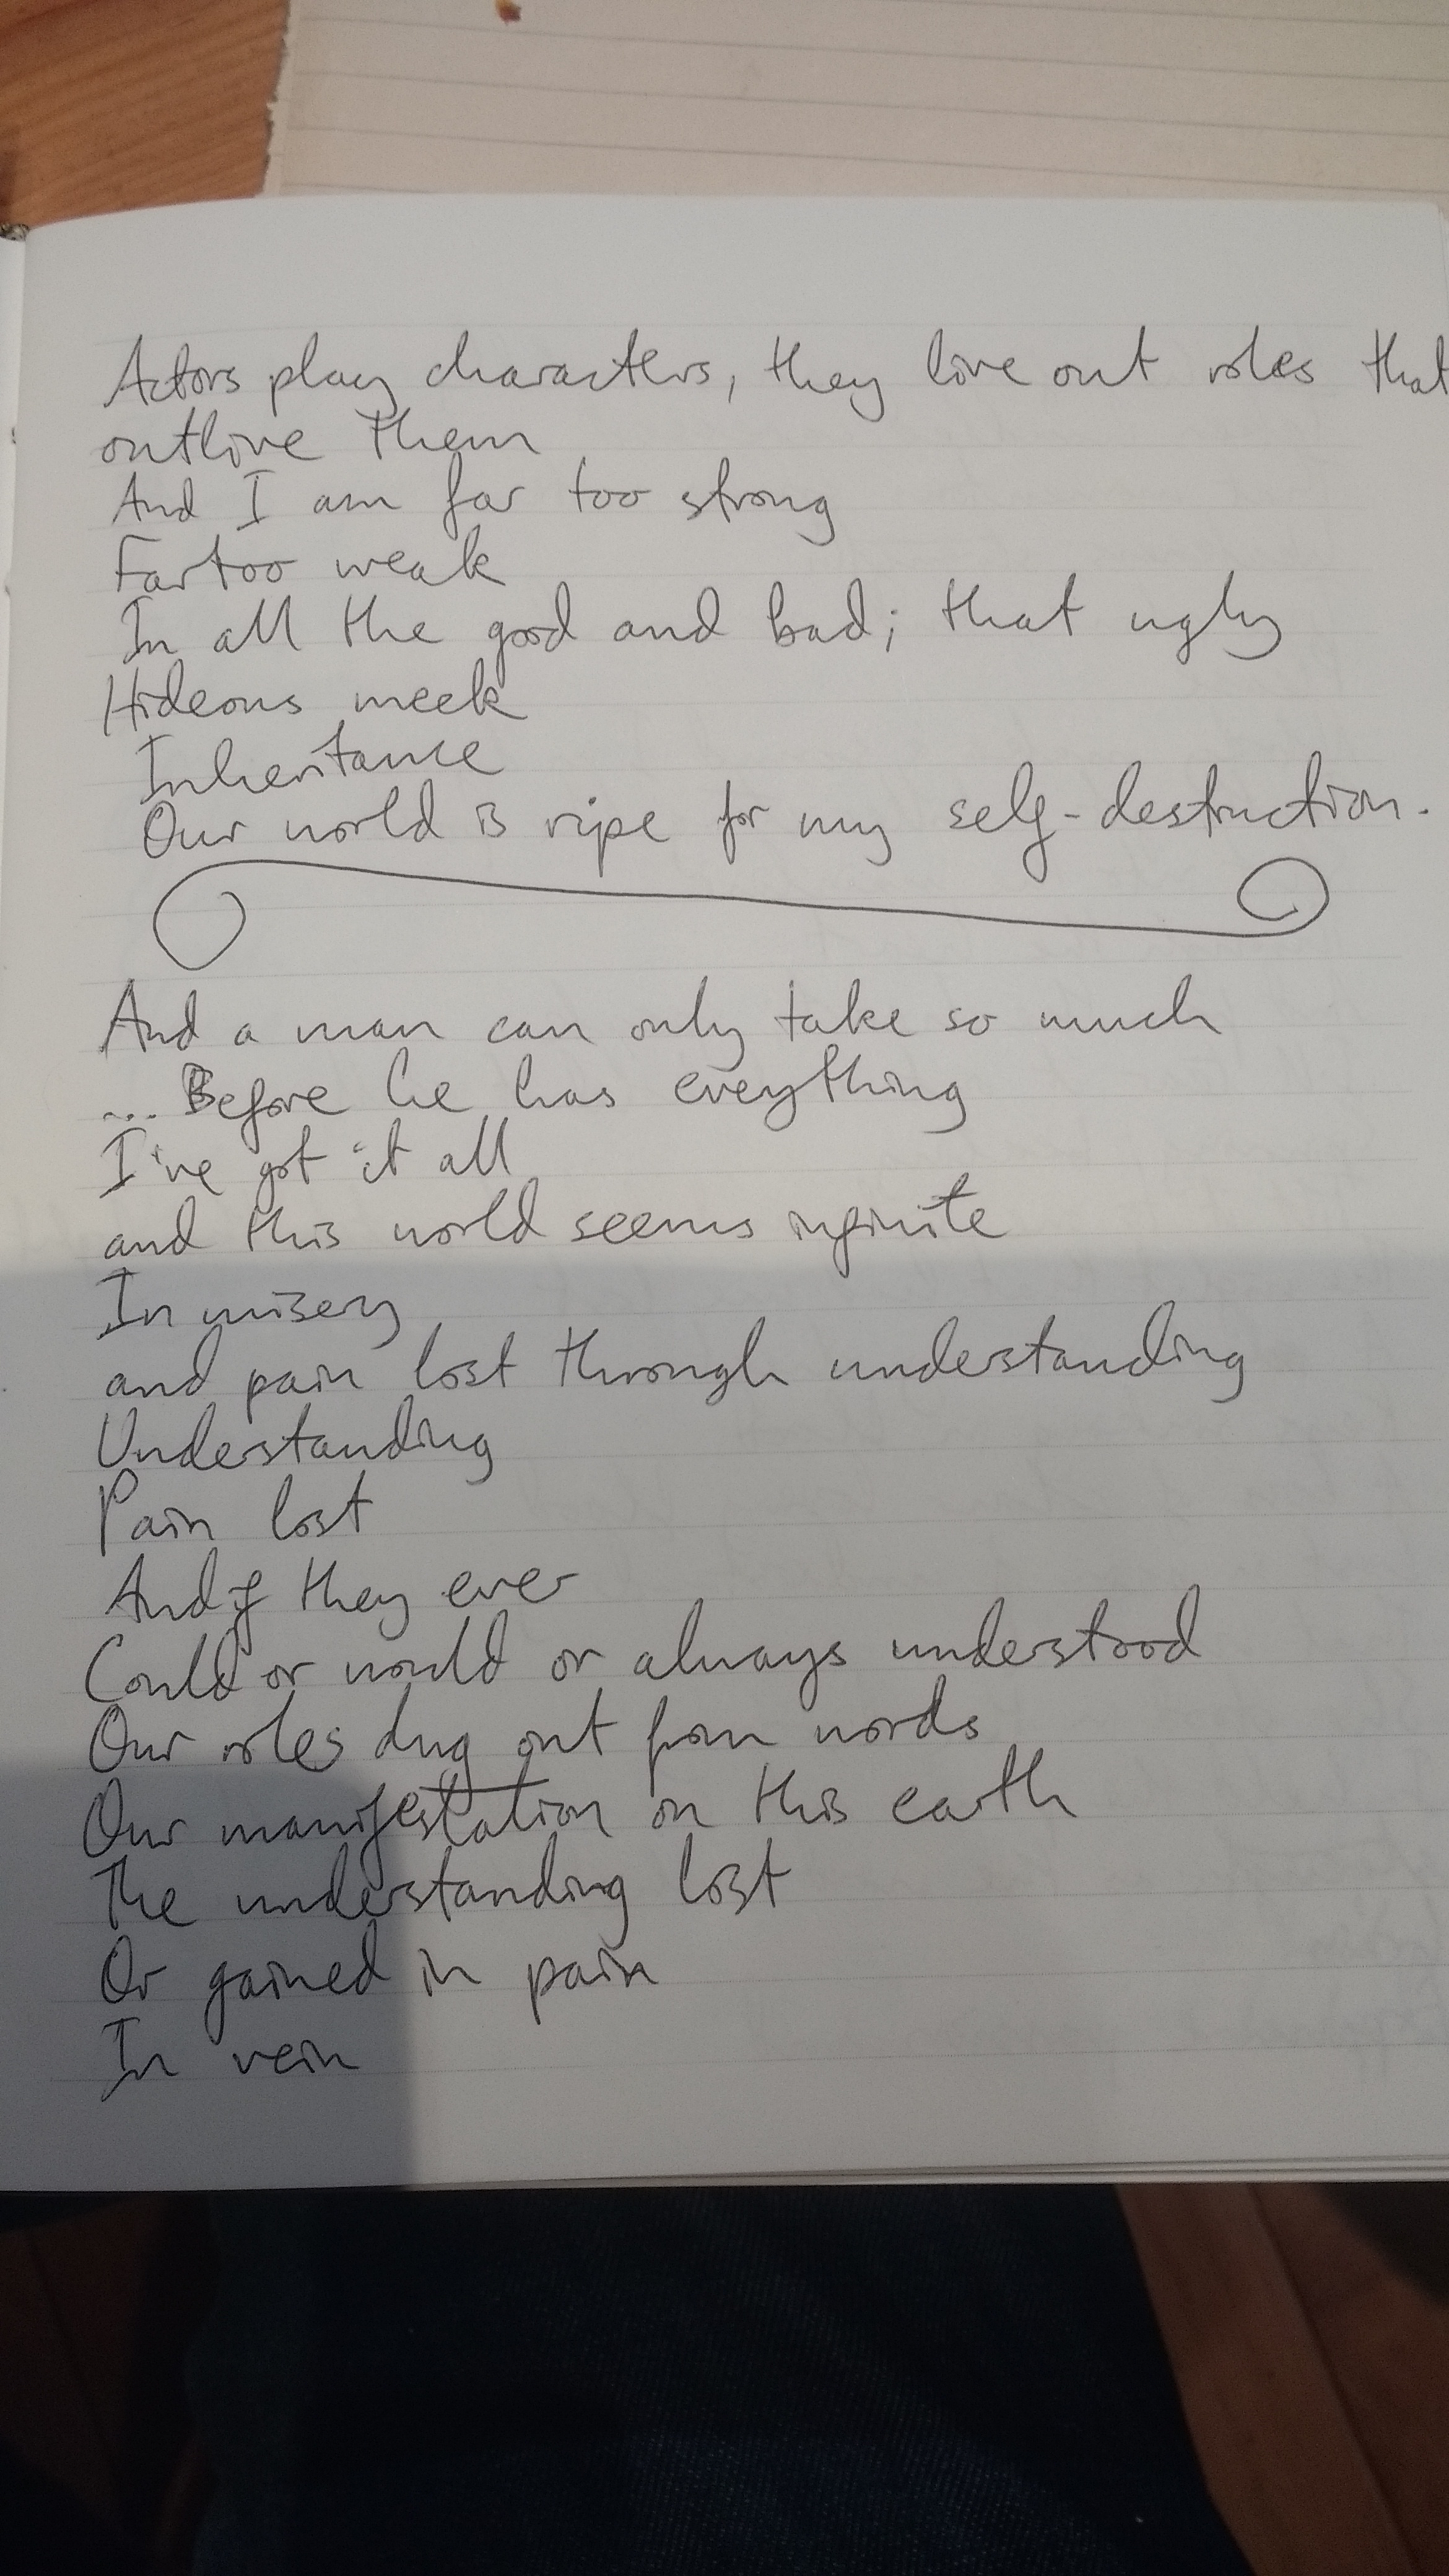 Actors play characters, they live out roles that
outlive them
And I am far too strong
Far too weak
In all the good and bad; that ugly
Hideous meek
Inheritance
Our world is ripe for my self-destruction.
And a man can only take so much
... Before he has everything
I've got it all
and this world seems infinite
In misery
and pain lost through understanding
Understanding
Pain lost
And if they ever
Could or would or always understood
Our roles dug out from words
Our manifestation on this earth
The understanding lost
Or gained in pain
In vein